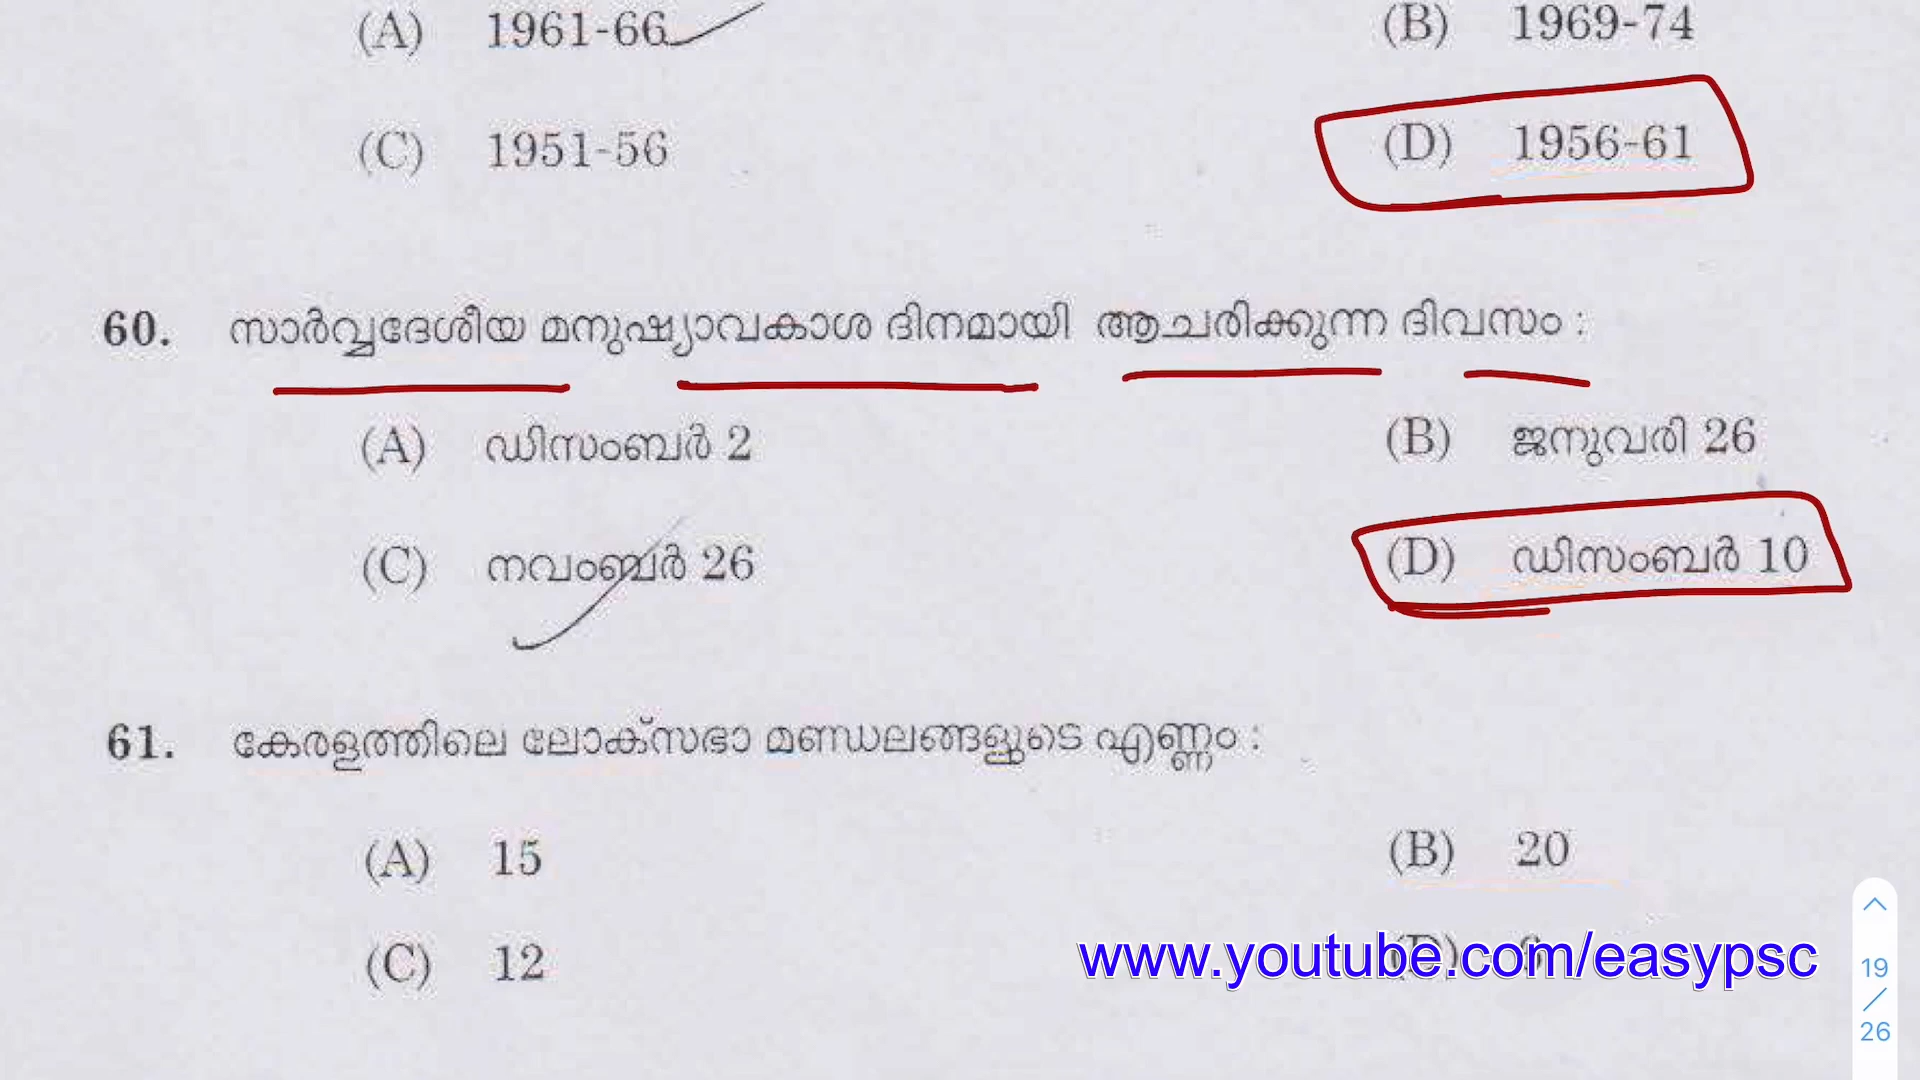 (A) 1961-66 (B) 1969-74
(C) 1951-56 (D) 1956-61
60. സാർവ്വദേശീയ മനുഷ്യാവകാശ ദിനമായി ആചരിക്കുന്ന ദിവസം :
(A) ഡിസംബർ 2 (B) ജനുവരി 26
(C) നവംബർ 26 (D) ഡിസംബർ 10
61. കേരളത്തിലെ ലോക്സഭാ മണ്ഡലങ്ങളുടെ എണ്ണം :
(A) 15 (B) 20
(C) 12 (D)
www.youtube.com/easypsc
19
/
26